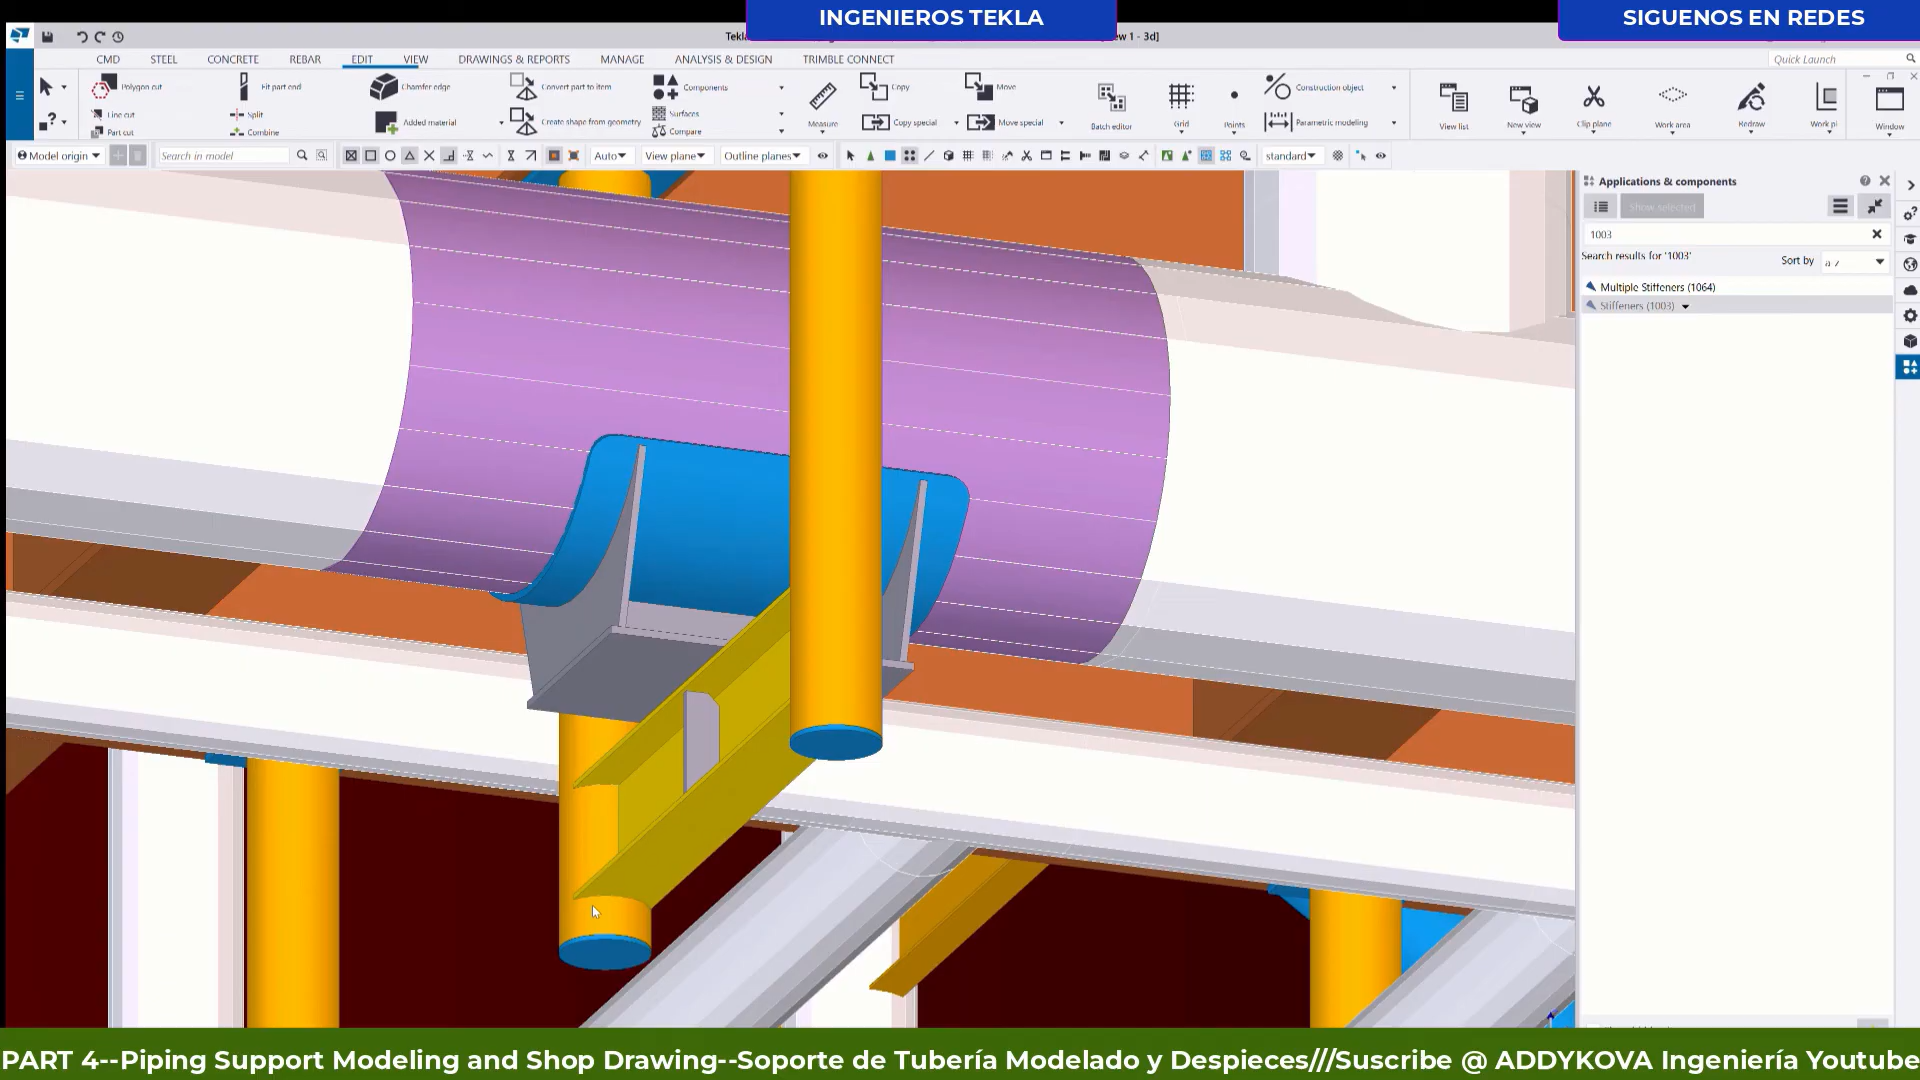 INGENIEROS TEKLA
SIGUENOS EN REDES
Tekla
ew 1 - 3d]
CMD STEEL CONCRETE REBAR EDIT VIEW DRAWINGS & REPORTS MANAGE ANALYSIS & DESIGN TRIMBLE CONNECT
Quick Launch
Polygon cut Fit part end Chamfer edge Convert part to item Components Copy Move Construction object
Line cut Split Added material Create shape from geometry Surfaces Measure Copy special Move special Batch editor Grid Points Parametric modeling View list New view Clip plane Work area Redraw Work pl Window
Part cut Combine Compare
Model origin Search in model Auto View plane Outline planes standard
Applications & components
Show selected
1003
Search results for '1003' Sort by a z
Multiple Stiffeners (1064)
Stiffeners (1003)
PART 4--Piping Support Modeling and Shop Drawing--Soporte de Tubería Modelado y Despieces///Suscribe @ ADDYKOVA Ingeniería Youtube